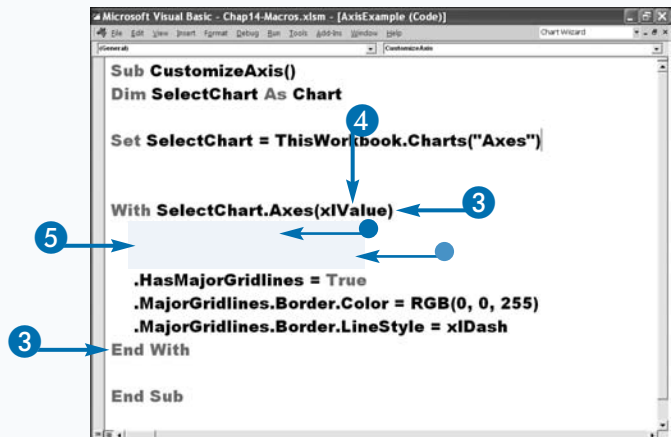 Microsoft Visual Basic - Chap14-Macros.xlsm - [AxisExample (Code)]
File Edit View Insert Format Debug Run Tools Add-Ins Window Help Chart Wizard
(General) CustomizeAxis
Sub CustomizeAxis()
Dim SelectChart As Chart
4
Set SelectChart = ThisWorkbook.Charts("Axes")
With SelectChart.Axes(xlValue) 3
5
.HasMajorGridlines = True
.MajorGridlines.Border.Color = RGB(0, 0, 255)
.MajorGridlines.Border.LineStyle = xlDash
3 End With
End Sub